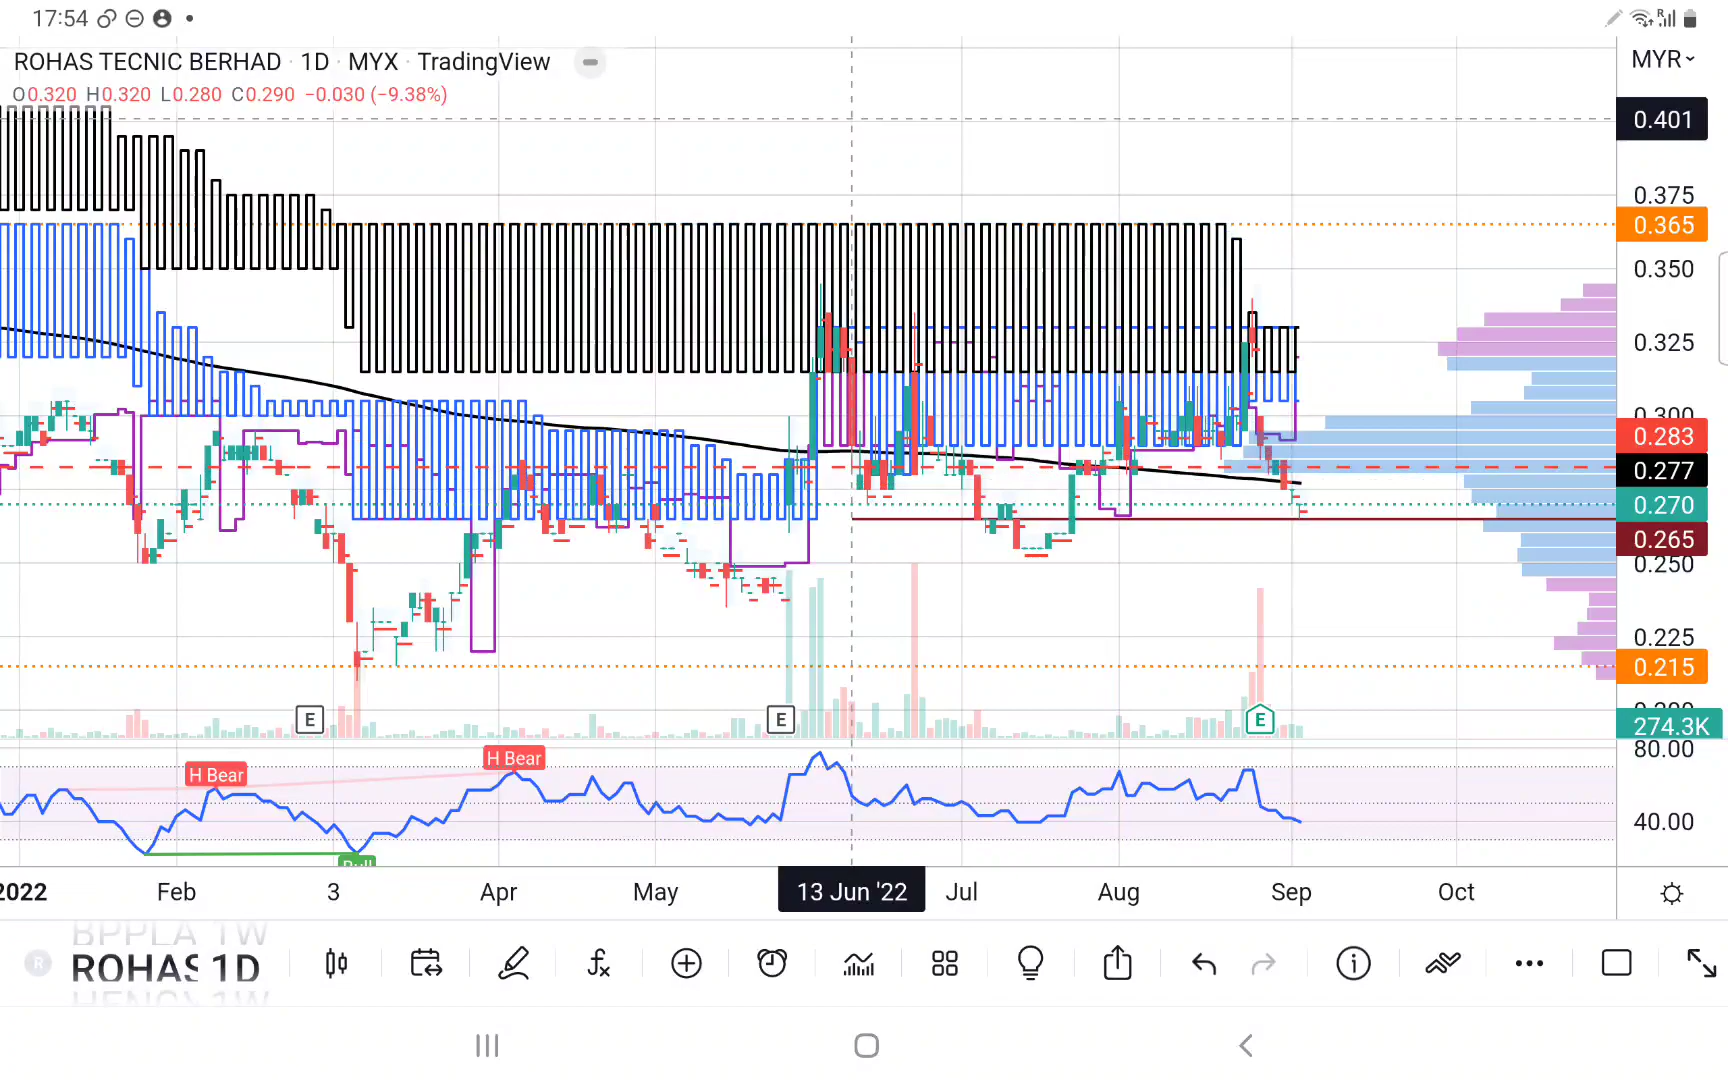 17:54
ROHAS TECNIC BERHAD · 1D · MYX · TradingView
MYR
O0.320 H0.320 L0.280 C0.290 −0.030 (−9.38%)
0.401
0.375
0.365
0.350
0.325
0.300
0.283
0.277
0.270
0.265
0.250
0.225
0.215
E
E
E
274.3K
80.00
H Bear
H Bear
40.00
Bull
2022
Feb
3
Apr
May
13 Jun '22
Jul
Aug
Sep
Oct
BPPLA 1W
R
ROHAS 1D